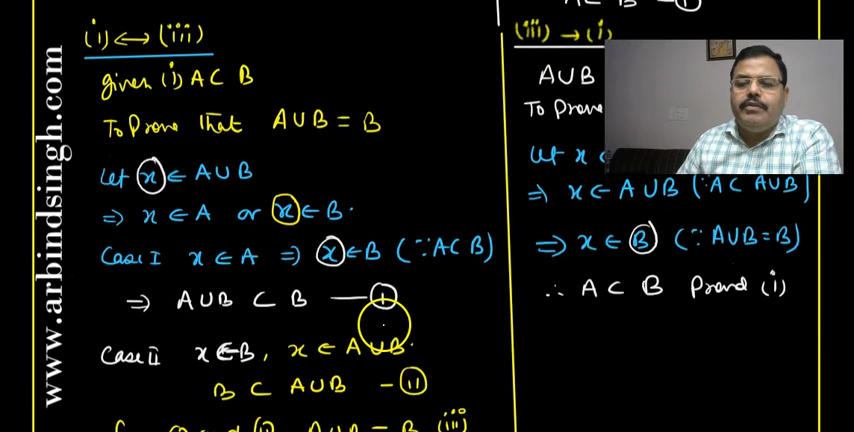 www.arbindsingh.com
(i) ↔ (iii)
given (i) A ⊂ B
To Prove that A ∪ B = B
Let x ∈ A ∪ B
⇒ x ∈ A or x ∈ B.
Case I x ∈ A ⇒ x ∈ B (∵ A ⊂ B)
⇒ A ∪ B ⊂ B — (i)
Case II x ∈ B, x ∈ A ∪ B.
B ⊂ A ∪ B - (ii)
A ∪ B = B (iii)
(iii) → (i)
A ∪ B
To Prove
Let x ∈
⇒ x ∈ A ∪ B (∵ A ⊂ A ∪ B)
⇒ x ∈ B (∵ A ∪ B = B)
∴ A ⊂ B Proved (i)